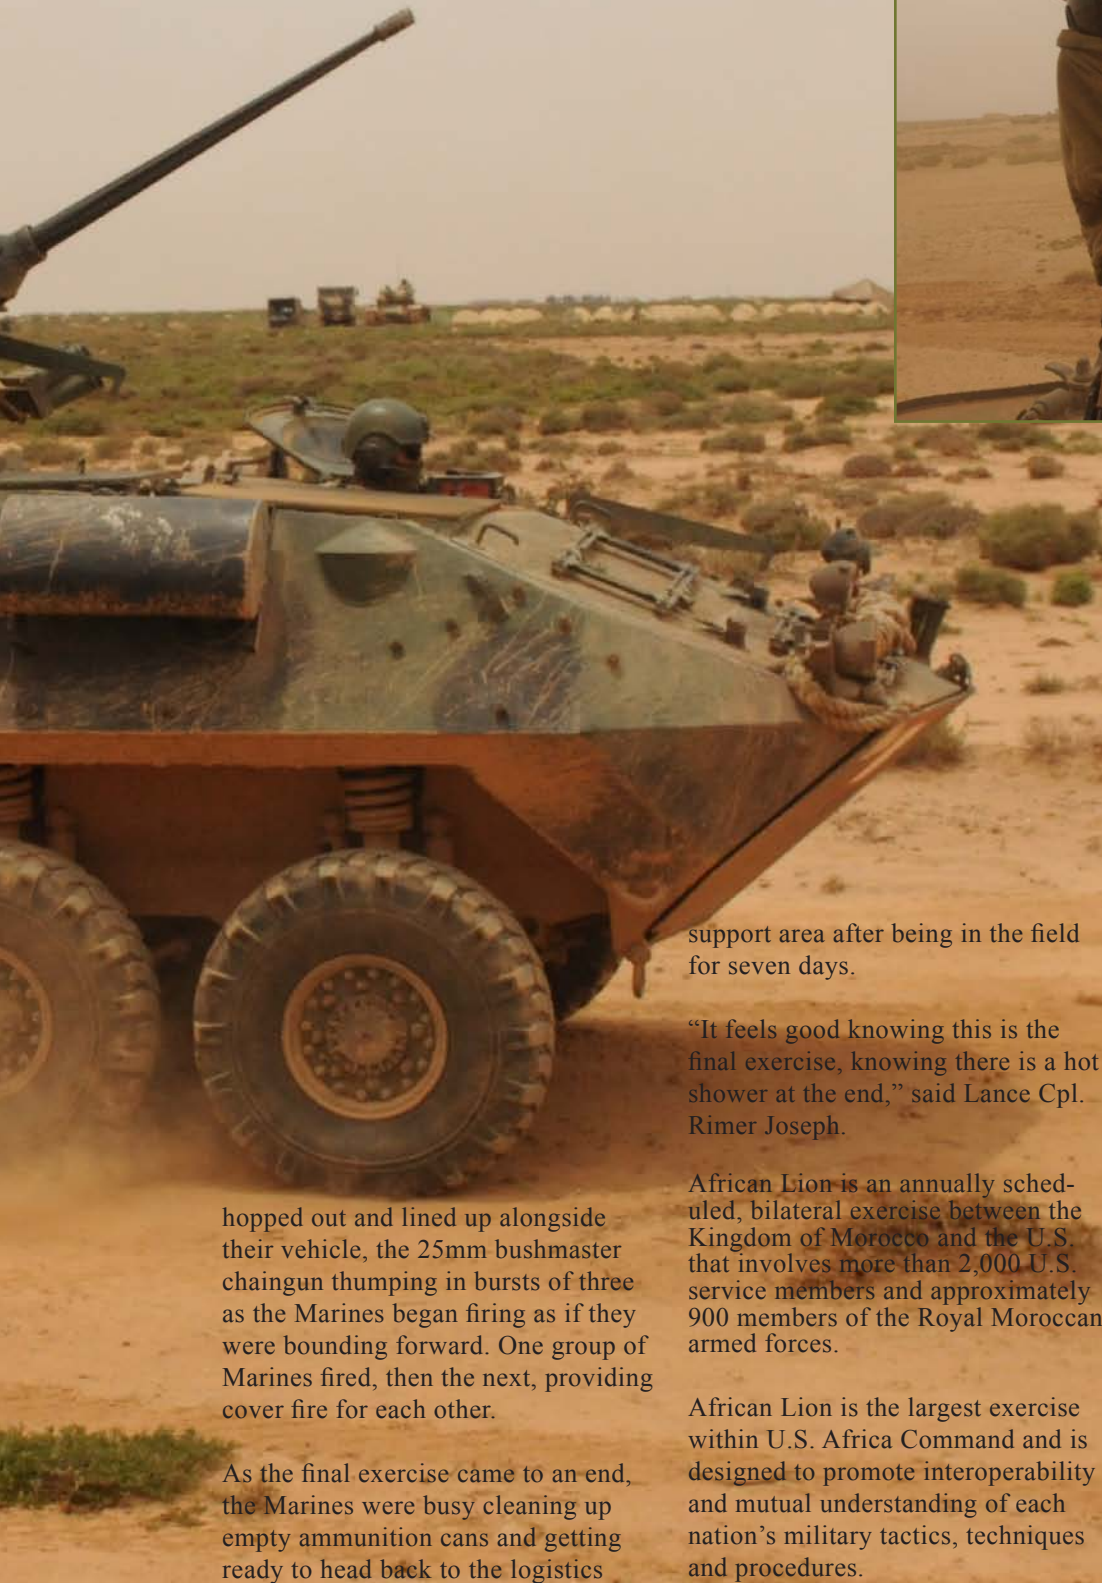 hopped out and lined up alongside
their vehicle, the 25mm bushmaster
chaingun thumping in bursts of three
as the Marines began firing as if they
were bounding forward. One group of
Marines fired, then the next, providing
cover fire for each other.
As the final exercise came to an end,
the Marines were busy cleaning up
empty ammunition cans and getting
ready to head back to the logistics
support area after being in the field
for seven days.
“It feels good knowing this is the
final exercise, knowing there is a hot
shower at the end,” said Lance Cpl.
Rimer Joseph.
African Lion is an annually sched-
uled, bilateral exercise between the
Kingdom of Morocco and the U.S.
that involves more than 2,000 U.S.
service members and approximately
900 members of the Royal Moroccan
armed forces.
African Lion is the largest exercise
within U.S. Africa Command and is
designed to promote interoperability
and mutual understanding of each
nation’s military tactics, techniques
and procedures.